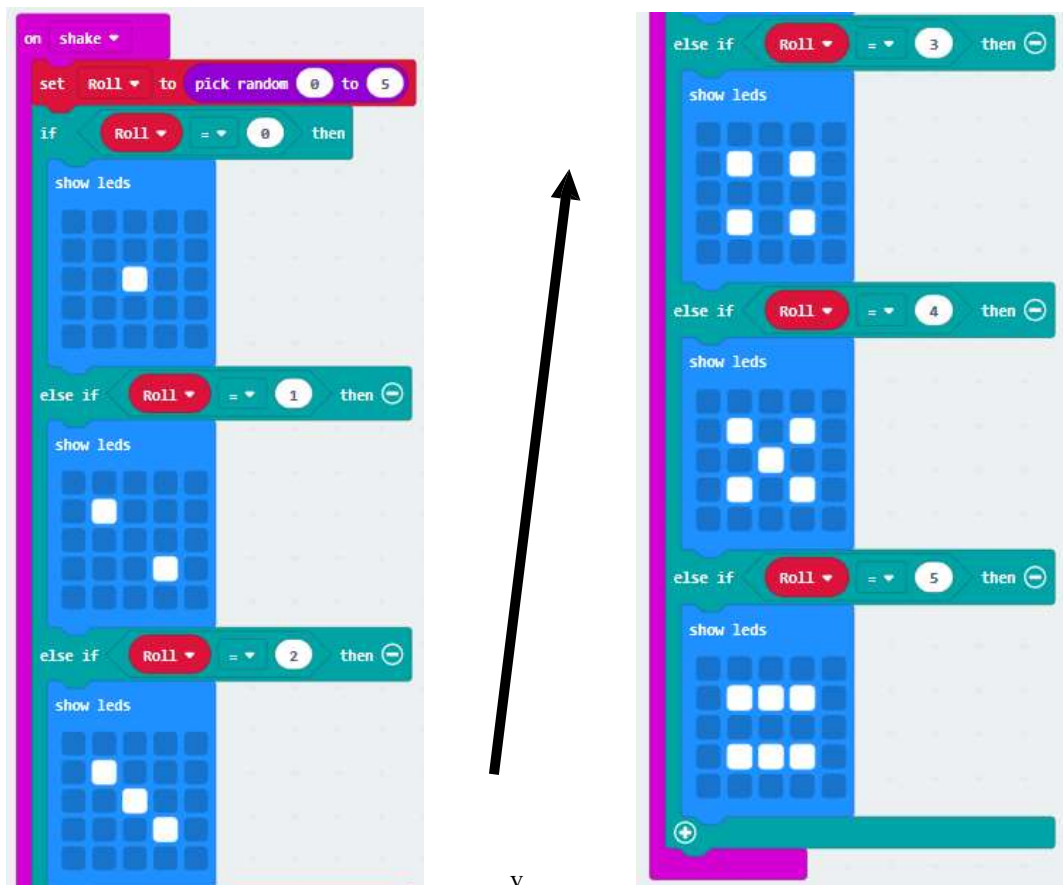 on shake
set Roll to pick random 0 to 5
if Roll = 0 then
show leds
else if Roll = 1 then
show leds
else if Roll = 2 then
show leds
else if Roll = 3 then
show leds
else if Roll = 4 then
show leds
else if Roll = 5 then
show leds